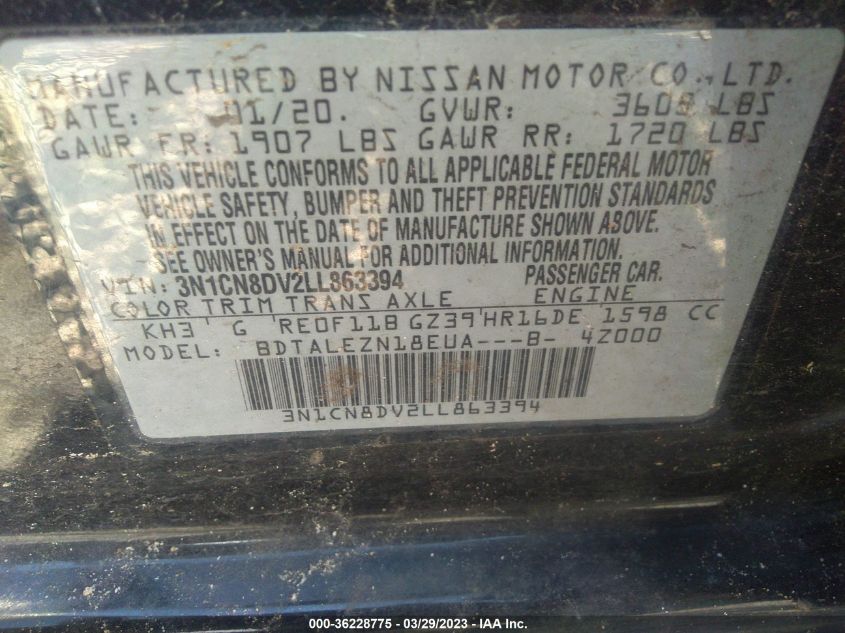 MANUFACTURED BY NISSAN MOTOR CO., LTD.
DATE: 01/20. GVWR: 3608 LBS
GAWR FR: 1907 LBS GAWR RR: 1720 LBS
THIS VEHICLE CONFORMS TO ALL APPLICABLE FEDERAL MOTOR
VEHICLE SAFETY, BUMPER AND THEFT PREVENTION STANDARDS
IN EFFECT ON THE DATE OF MANUFACTURE SHOWN ABOVE.
SEE OWNER'S MANUAL FOR ADDITIONAL INFORMATION.
VIN: 3N1CN8DV2LL863394 PASSENGER CAR.
COLOR TRIM TRANS AXLE ENGINE
KH3 G RE0F11B GZ39 HR16DE 1598 CC
MODEL: BDTALEZN18EUA---B- 4Z000
3N1CN8DV2LL863394
000-36228775 - 03/29/2023 - IAA Inc.